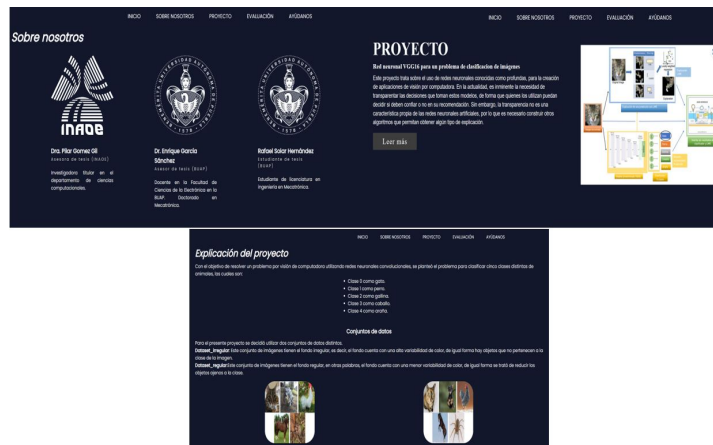 INICIO SOBRE NOSOTROS PROYECTO EVALUACIÓN AYÚDANOS
Sobre nosotros
INAOE
Dra. Pilar Gomez Gil
Asesora de tesis (INAOE)
Investigadora titular en el
departamento de ciencias
computacionales.
BENEMÉRITA UNIVERSIDAD AUTÓNOMA DE PUEBLA
1578
Dr. Enrique García
Sánchez
Asesor de tesis (BUAP)
Docente en la Facultad de
Ciencias de la Electrónica en la
BUAP. Doctorado en
Mecatrónica.
BENEMÉRITA UNIVERSIDAD AUTÓNOMA DE PUEBLA
1578
Rafael Solar Hernández
Estudiante de tesis
(BUAP)
Estudiante de licenciatura en
Ingeniería en Mecatrónica.
INICIO SOBRE NOSOTROS PROYECTO EVALUACIÓN AYÚDANOS
PROYECTO
Red neuronal VGG16 para un problema de clasificacion de imágenes
Este proyecto trata sobre el uso de redes neuronales conocidas como profundas, para la creación
de aplicaciones de visión por computadora. En la actualidad, es inminente la necesidad de
transparentar las decisiones que toman estos modelos, de forma que quienes los utilizan puedan
decidir si deben confiar o no en su recomendación. Sin embargo, la transparencia no es una
característica propia de las redes neuronales artificiales, por lo que es necesario construir otros
algoritmos que permitan obtener algún tipo de explicación.
Leer más
INICIO SOBRE NOSOTROS PROYECTO EVALUACIÓN AYÚDANOS
Explicación del proyecto
Con el objetivo de resolver un problema por visión de computadora utilizando redes neuronales convolucionales, se planteó el problema para clasificar cinco clases distintas de
animales, las cuales son:
• Clase 0 como gato.
• Clase 1 como perro.
• Clase 2 como gallina.
• Clase 3 como caballo.
• Clase 4 como araña.
Conjuntos de datos
Para el presente proyecto se decidió utilizar dos conjuntos de datos distintos.
Dataset_irregular: Este conjunto de imágenes tienen el fondo irregular, es decir, el fondo cuenta con una alta variabilidad de color, de igual forma hay objetos que no pertenecen a la
clase de la imagen.
Dataset_regular: Este conjunto de imágenes tienen el fondo regular, en otras palabras, el fondo cuenta con una menor variabilidad de color, de igual forma se trató de reducir los
objetos ajenos a la clase.